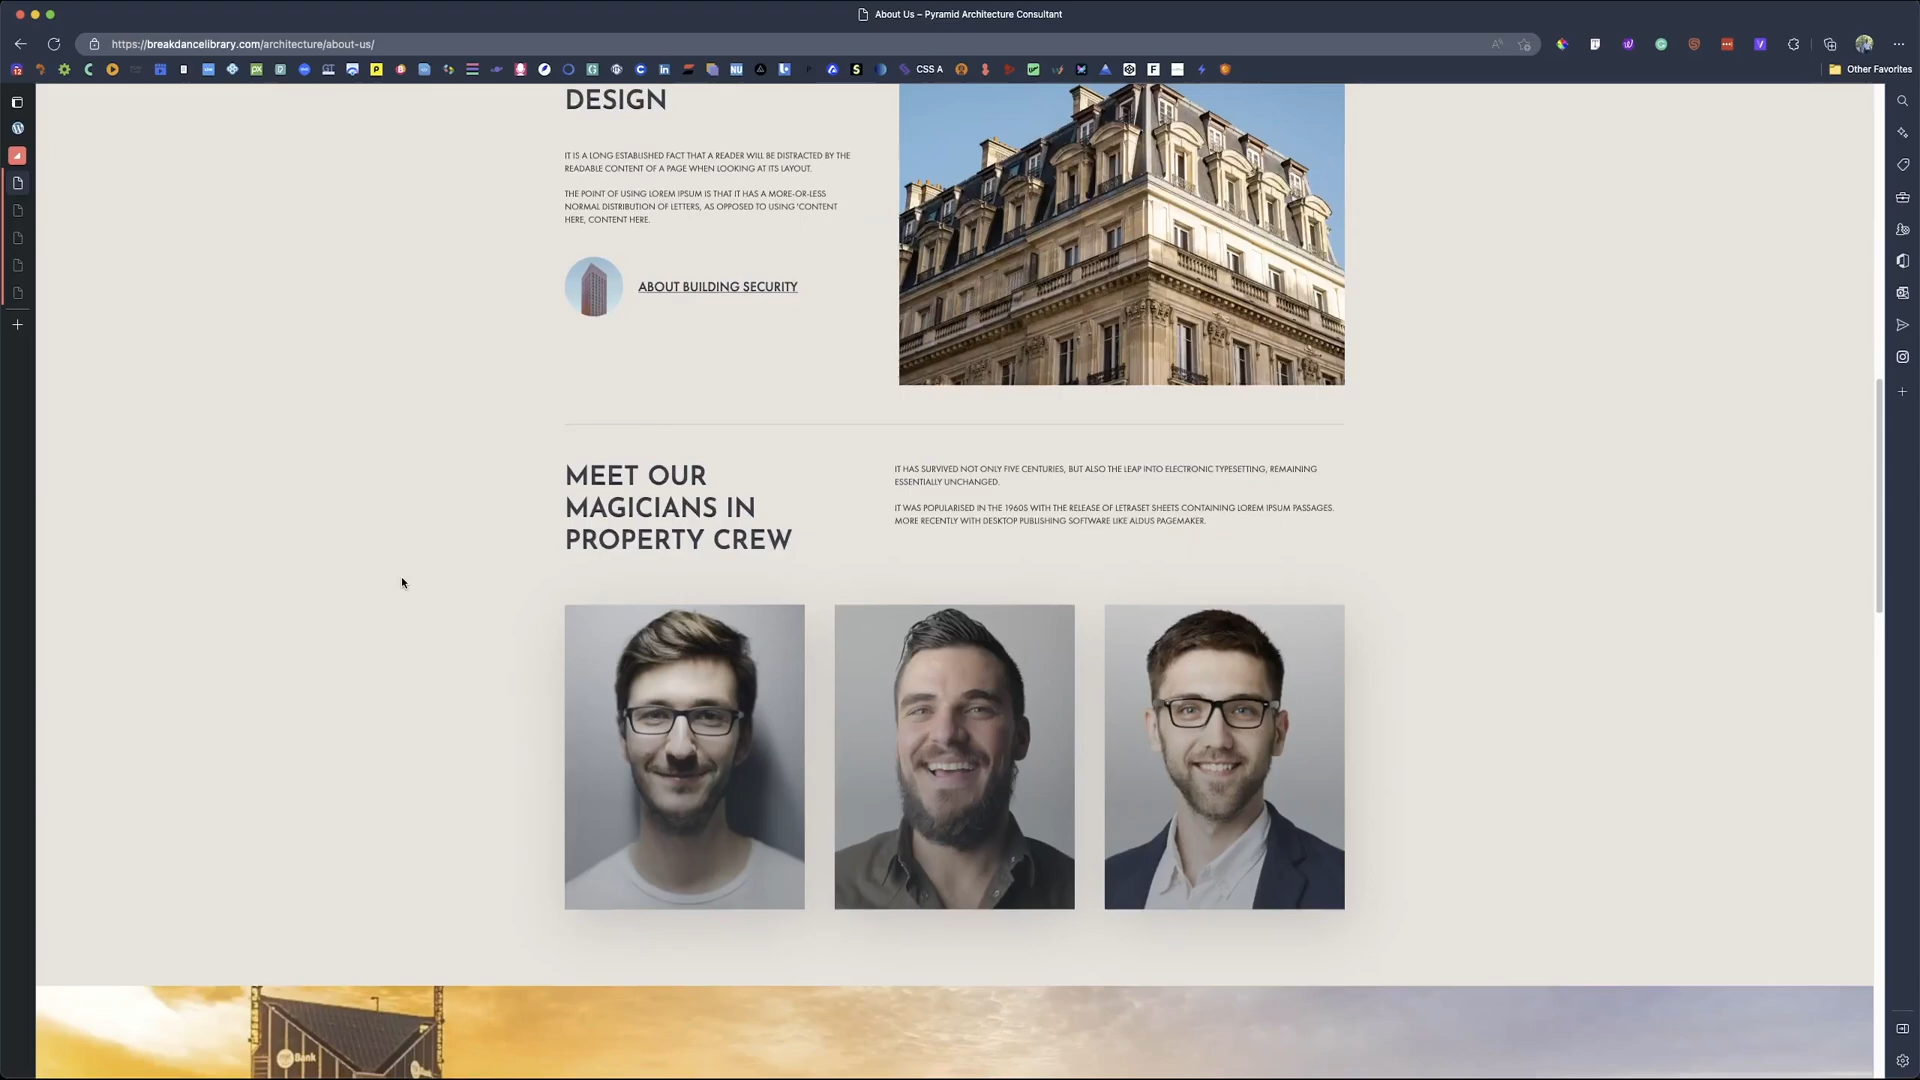 About Us – Pyramid Architecture Consultant
https://breakdancelibrary.com/architecture/about-us/
CSS A
Other Favorites
DESIGN
IT IS A LONG ESTABLISHED FACT THAT A READER WILL BE DISTRACTED BY THE
READABLE CONTENT OF A PAGE WHEN LOOKING AT ITS LAYOUT.
THE POINT OF USING LOREM IPSUM IS THAT IT HAS A MORE-OR-LESS
NORMAL DISTRIBUTION OF LETTERS, AS OPPOSED TO USING 'CONTENT
HERE, CONTENT HERE.
ABOUT BUILDING SECURITY
MEET OUR
MAGICIANS IN
PROPERTY CREW
IT HAS SURVIVED NOT ONLY FIVE CENTURIES, BUT ALSO THE LEAP INTO ELECTRONIC TYPESETTING, REMAINING
ESSENTIALLY UNCHANGED.
IT WAS POPULARISED IN THE 1960S WITH THE RELEASE OF LETRASET SHEETS CONTAINING LOREM IPSUM PASSAGES.
MORE RECENTLY WITH DESKTOP PUBLISHING SOFTWARE LIKE ALDUS PAGEMAKER.
Bank